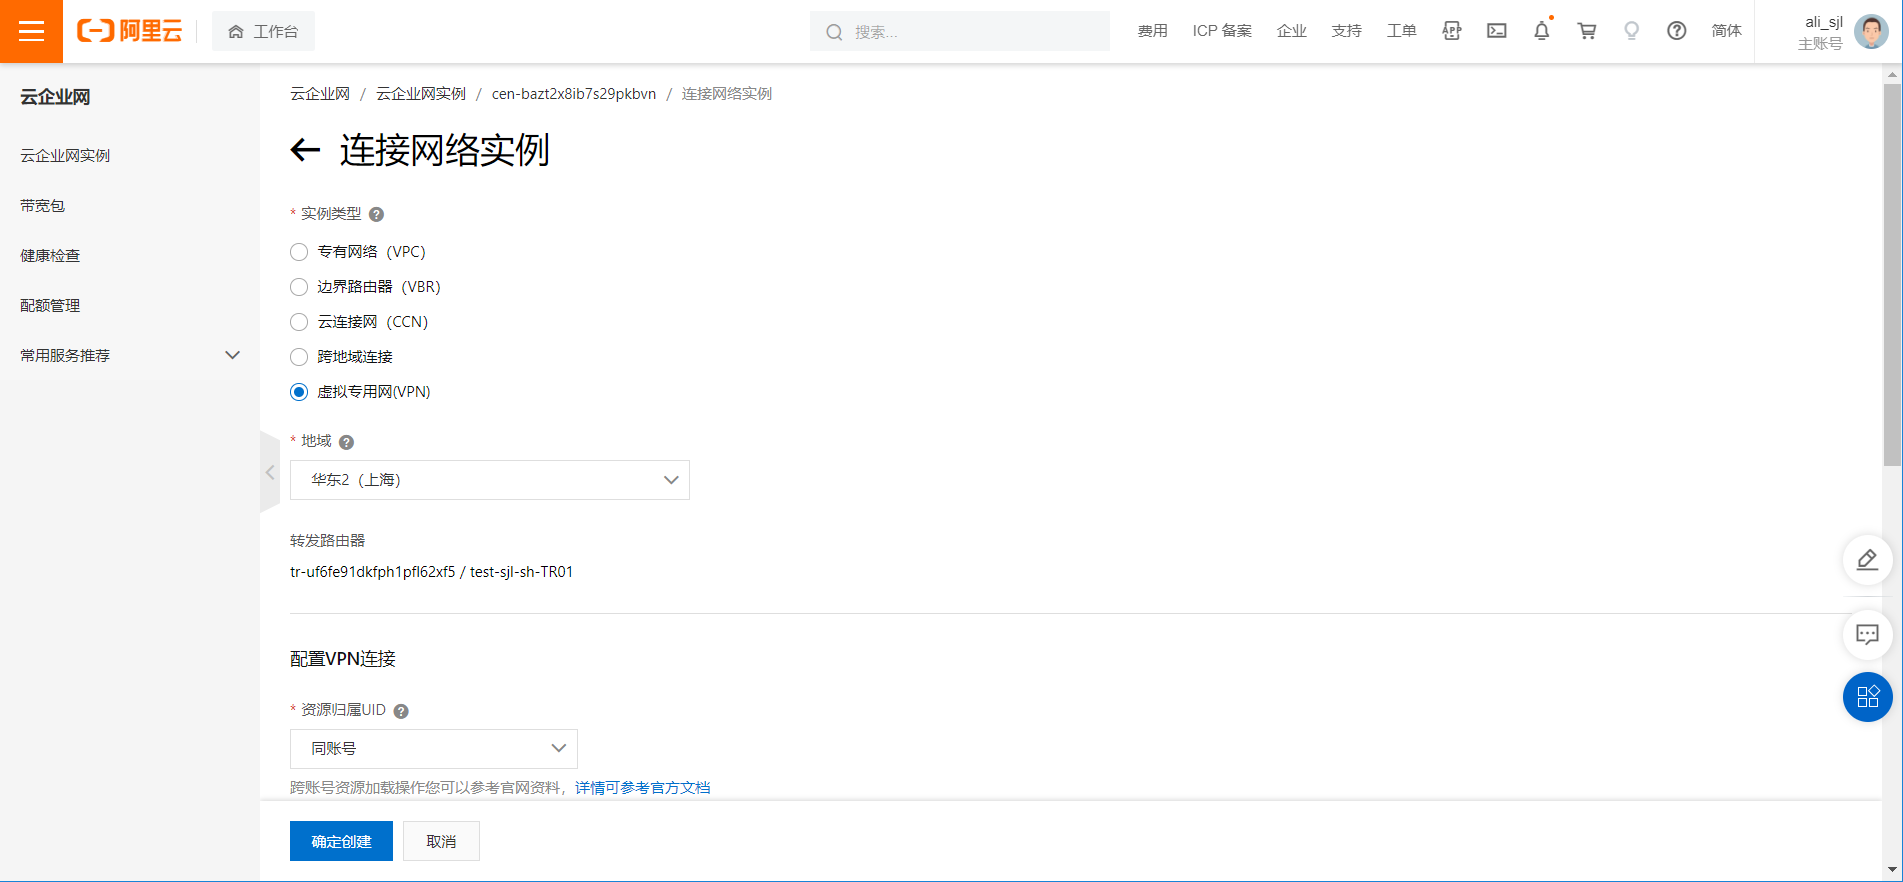 阿里云
工作台
搜索...
费用
ICP 备案
企业
支持
工单
APP
简体
ali_sjl
主账号
云企业网
云企业网实例
带宽包
健康检查
配额管理
常用服务推荐
云企业网 / 云企业网实例 / cen-bazt2x8ib7s29pkbvn / 连接网络实例
连接网络实例
* 实例类型 ?
专有网络（VPC）
边界路由器（VBR）
云连接网（CCN）
跨地域连接
虚拟专用网(VPN)
* 地域 ?
华东2（上海）
转发路由器
tr-uf6fe91dkfph1pfl62xf5 / test-sjl-sh-TR01
配置VPN连接
* 资源归属UID ?
同账号
跨账号资源加载操作您可以参考官网资料，详情可参考官方文档
确定创建
取消